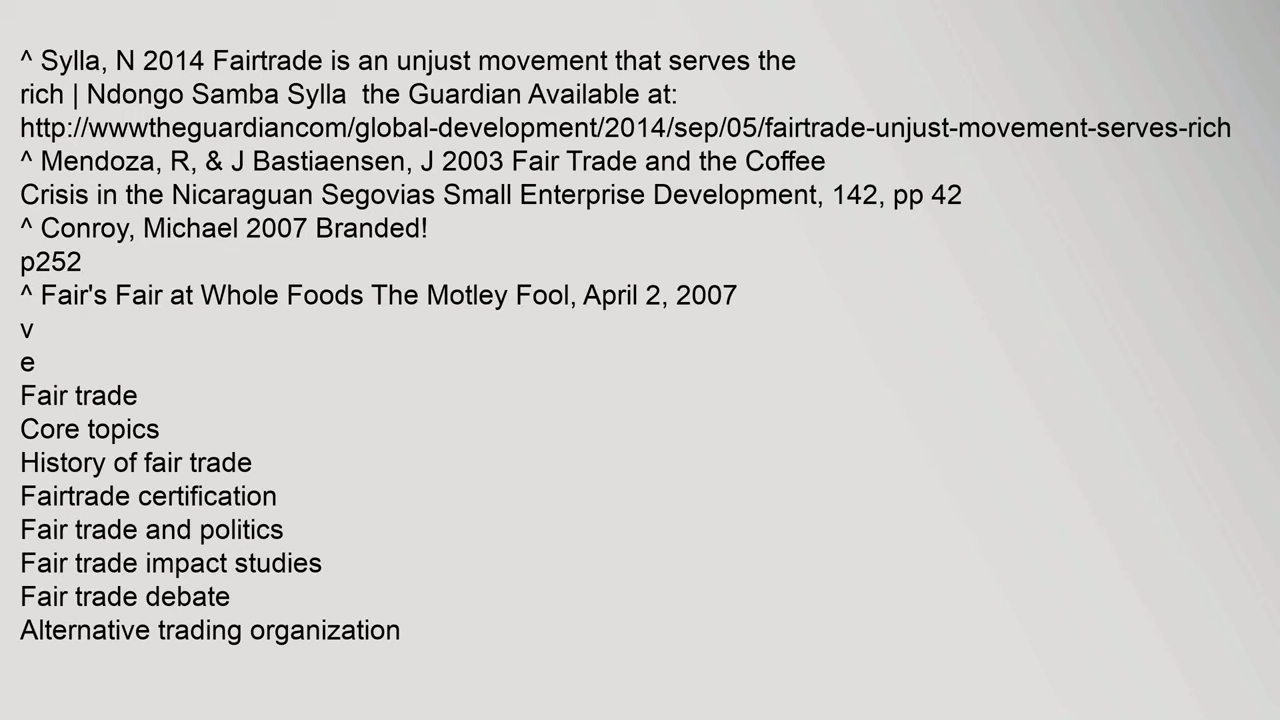 ^ Sylla, N 2014 Fairtrade is an unjust movement that serves the
rich | Ndongo Samba Sylla  the Guardian Available at:
http://wwwtheguardiancom/global-development/2014/sep/05/fairtrade-unjust-movement-serves-rich
^ Mendoza, R, & J Bastiaensen, J 2003 Fair Trade and the Coffee
Crisis in the Nicaraguan Segovias Small Enterprise Development, 142, pp 42
^ Conroy, Michael 2007 Branded!
p252
^ Fair's Fair at Whole Foods The Motley Fool, April 2, 2007
v
e
Fair trade
Core topics
History of fair trade
Fairtrade certification
Fair trade and politics
Fair trade impact studies
Fair trade debate
Alternative trading organization